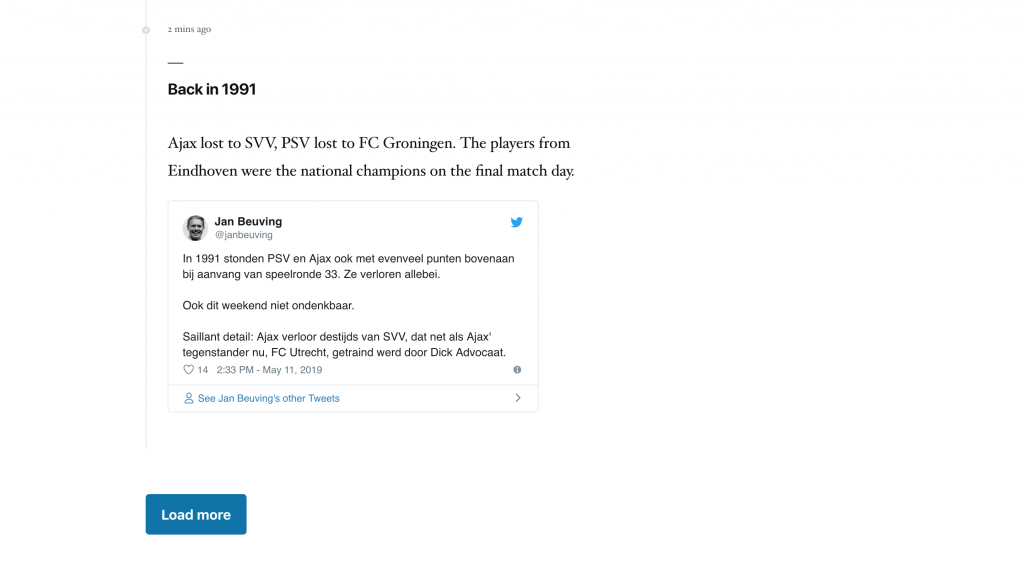 2 mins ago
—
Back in 1991
Ajax lost to SVV, PSV lost to FC Groningen. The players from
Eindhoven were the national champions on the final match day.
Jan Beuving
@janbeuving
In 1991 stonden PSV en Ajax ook met evenveel punten bovenaan
bij aanvang van speelronde 33. Ze verloren allebei.
Ook dit weekend niet ondenkbaar.
Saillant detail: Ajax verloor destijds van SVV, dat net als Ajax'
tegenstander nu, FC Utrecht, getraind werd door Dick Advocaat.
14 2:33 PM - May 11, 2019
See Jan Beuving's other Tweets
Load more